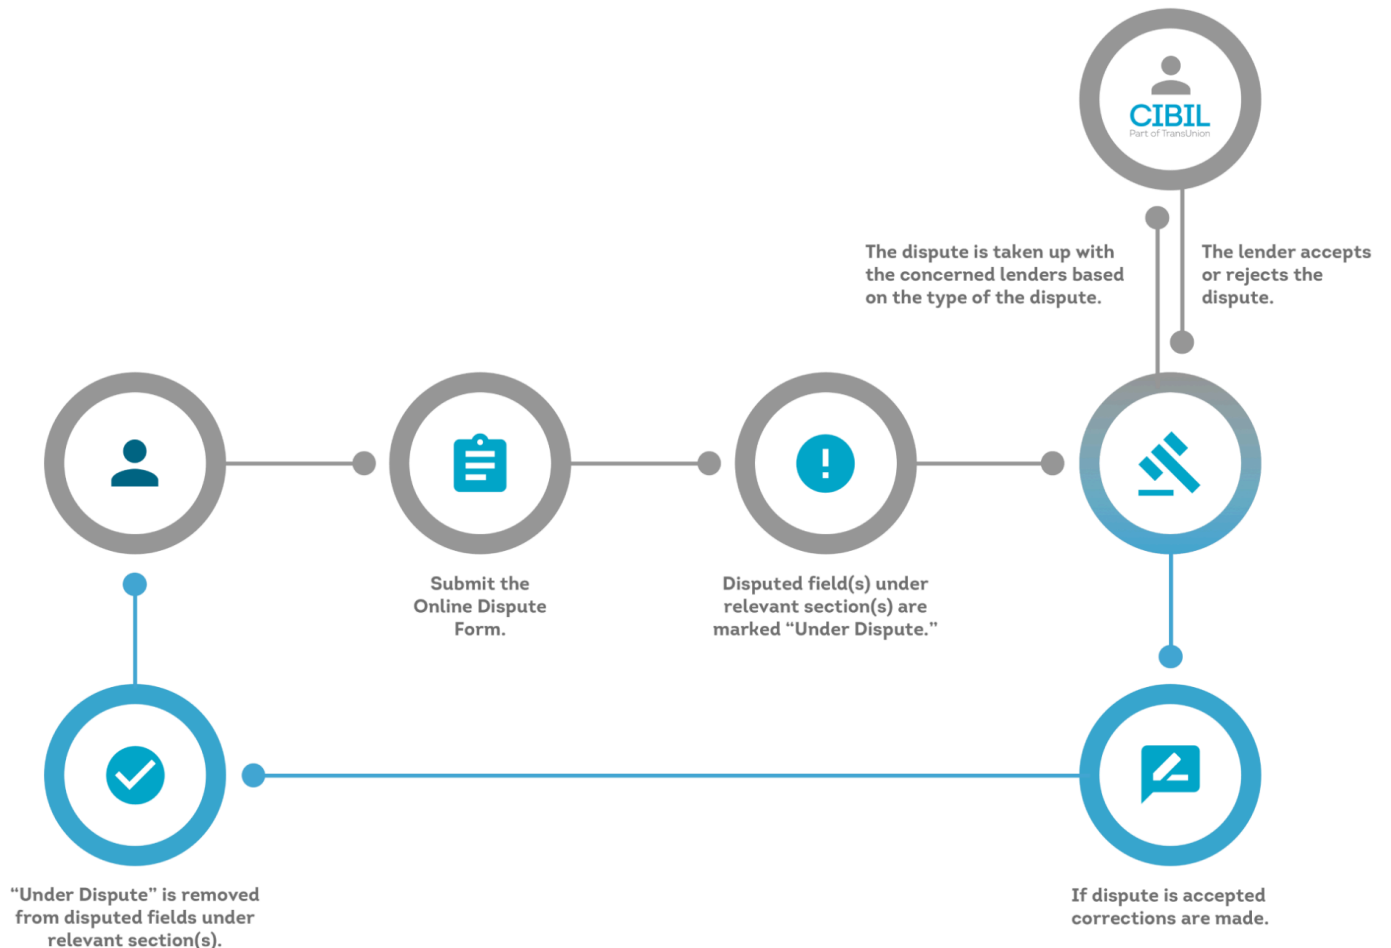 CIBIL
Part of TransUnion
The dispute is taken up with
the concerned lenders based
on the type of the dispute.
The lender accepts
or rejects the
dispute.
Submit the
Online Dispute
Form.
Disputed field(s) under
relevant section(s) are
marked “Under Dispute.”
“Under Dispute” is removed
from disputed fields under
relevant section(s).
If dispute is accepted
corrections are made.